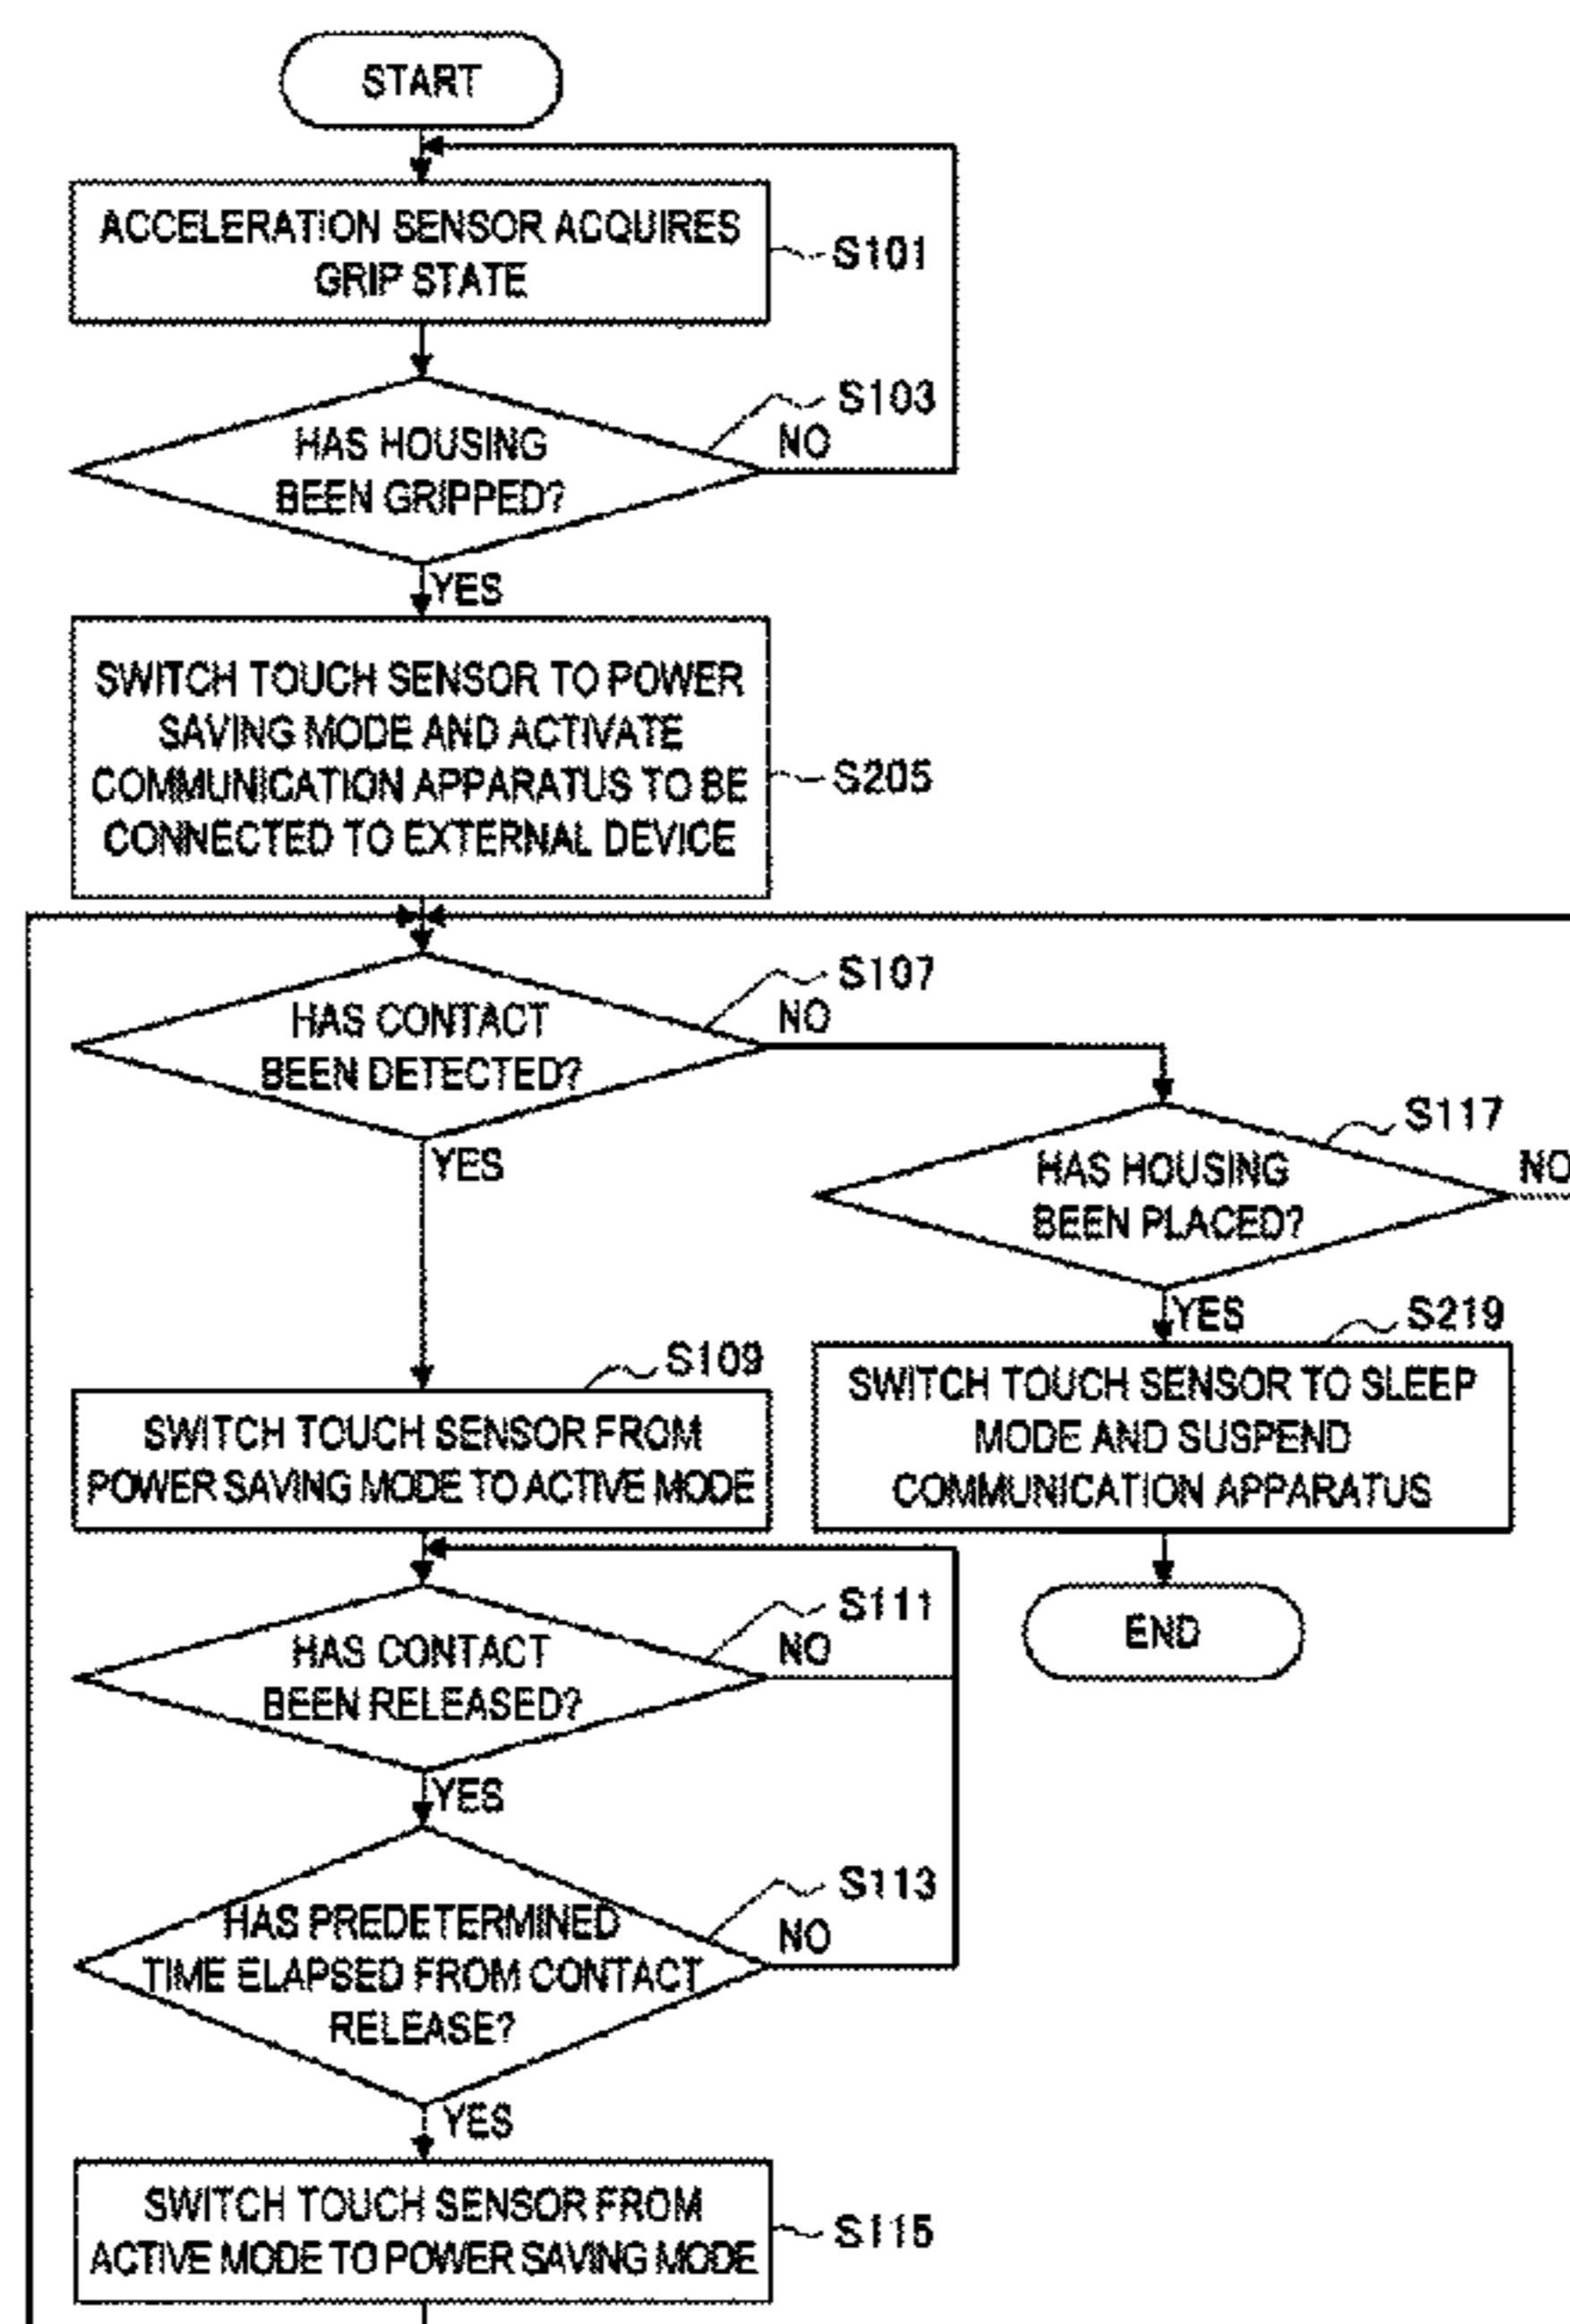 START
ACCELERATION SENSOR ACQUIRES
GRIP STATE
S101
S103
HAS HOUSING
BEEN GRIPPED?
NO
YES
SWITCH TOUCH SENSOR TO POWER
SAVING MODE AND ACTIVATE
COMMUNICATION APPARATUS TO BE
CONNECTED TO EXTERNAL DEVICE
S205
S107
HAS CONTACT
BEEN DETECTED?
NO
YES
S117
HAS HOUSING
BEEN PLACED?
NO
YES
S219
SWITCH TOUCH SENSOR TO SLEEP
MODE AND SUSPEND
COMMUNICATION APPARATUS
END
S109
SWITCH TOUCH SENSOR FROM
POWER SAVING MODE TO ACTIVE MODE
S111
HAS CONTACT
BEEN RELEASED?
NO
YES
S113
HAS PREDETERMINED
TIME ELAPSED FROM CONTACT
RELEASE?
NO
YES
SWITCH TOUCH SENSOR FROM
ACTIVE MODE TO POWER SAVING MODE
S115